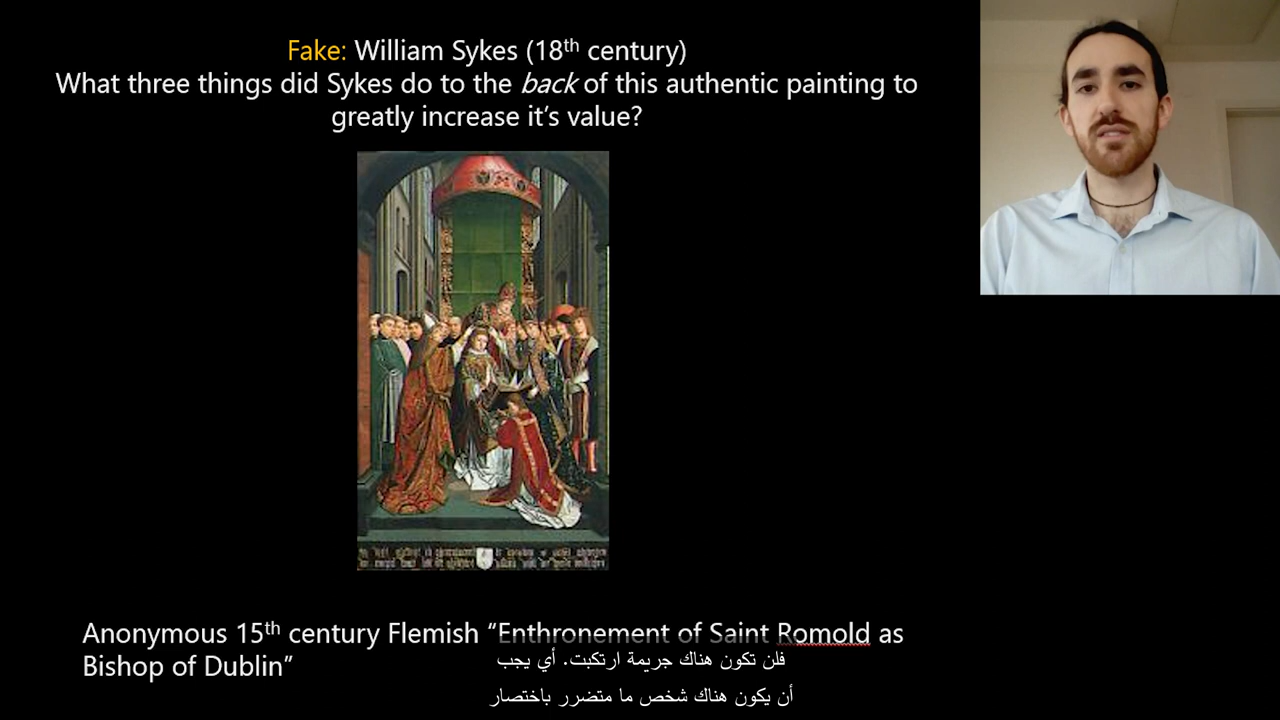 Fake: William Sykes (18th century)
What three things did Sykes do to the back of this authentic painting to
greatly increase it's value?
Anonymous 15th century Flemish “Enthronement of Saint Romold as
Bishop of Dublin”
فلن تكون هناك جريمة ارتكبت. أي يجب
أن يكون هناك شخص ما متضرر باختصار